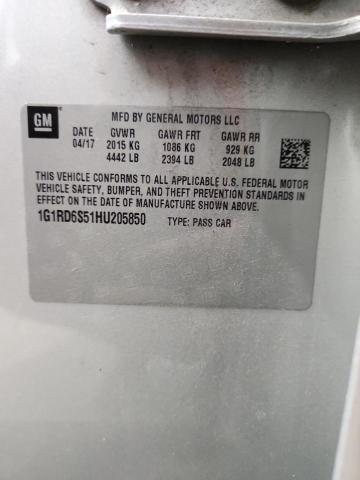 GM
MFD BY GENERAL MOTORS LLC
DATE GVWR GAWR FRT GAWR RR
04/17 2015 KG 1086 KG 929 KG
4442 LB 2394 LB 2048 LB
THIS VEHICLE CONFORMS TO ALL APPLICABLE U.S. FEDERAL MOTOR
VEHICLE SAFETY, BUMPER, AND THEFT PREVENTION STANDARDS
IN EFFECT ON THE DATE OF MANUFACTURE SHOWN ABOVE.
1G1RD6S51HU205850 TYPE: PASS CAR